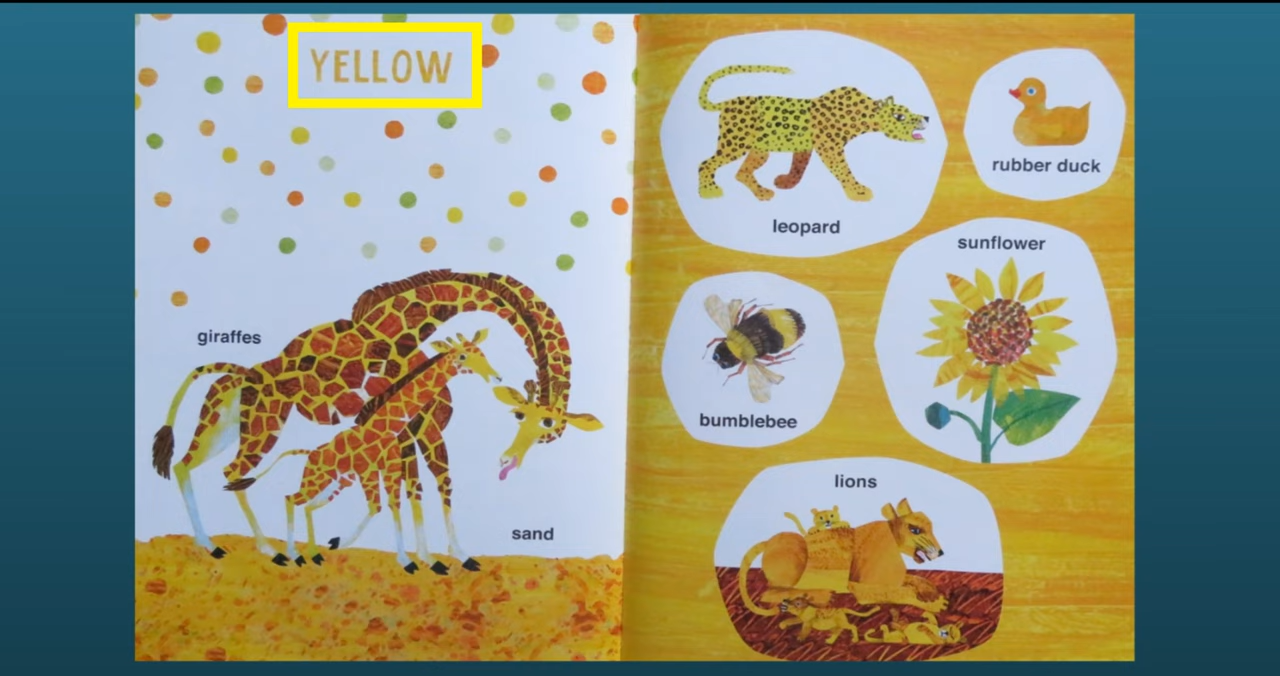 YELLOW
giraffes
sand
leopard
rubber duck
sunflower
bumblebee
lions